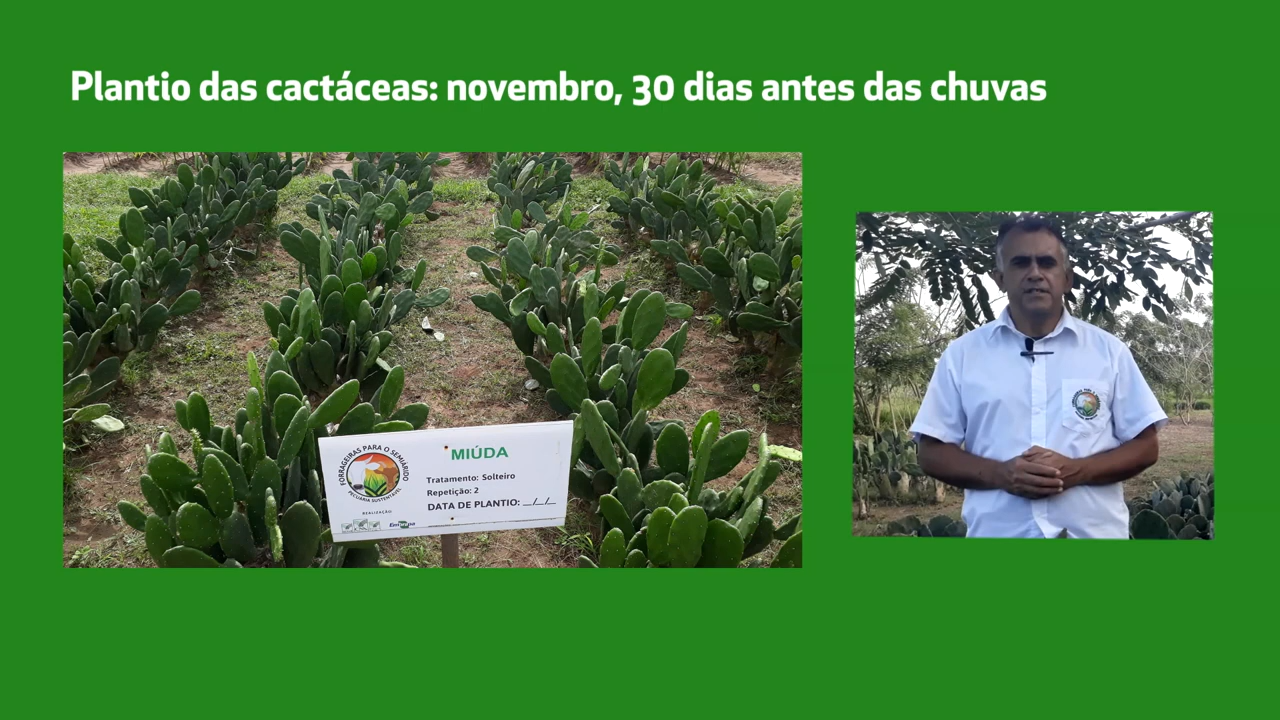 Plantio das cactáceas: novembro, 30 dias antes das chuvas
FORRAGEIRAS PARA O SEMIÁRIDO
PECUÁRIA SUSTENTÁVEL
REALIZAÇÃO
Embrapa
MIÚDA
Tratamento: Solteiro
Repetição: 2
DATA DE PLANTIO: __/__/__